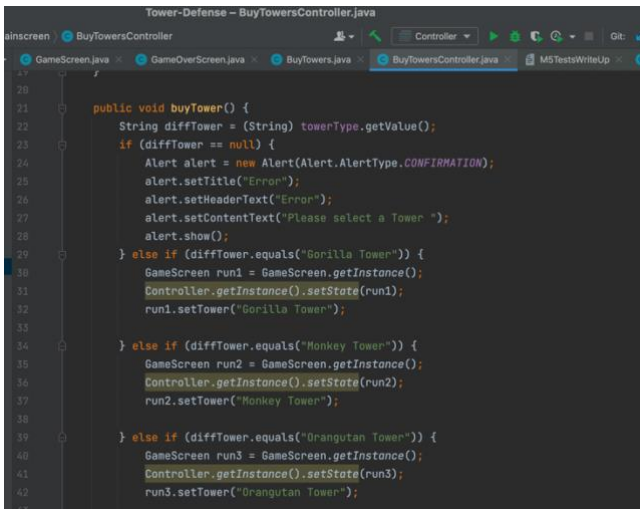 Tower-Defense – BuyTowersController.java
ainscreen BuyTowersController Controller Git:
GameScreen.java GameOverScreen.java BuyTowers.java BuyTowersController.java M5TestsWriteUp
19 }
20
21 public void buyTower() {
22 String diffTower = (String) towerType.getValue();
23 if (diffTower == null) {
24 Alert alert = new Alert(Alert.AlertType.CONFIRMATION);
25 alert.setTitle("Error");
26 alert.setHeaderText("Error");
27 alert.setContentText("Please select a Tower ");
28 alert.show();
29 } else if (diffTower.equals("Gorilla Tower")) {
30 GameScreen run1 = GameScreen.getInstance();
31 Controller.getInstance().setState(run1);
32 run1.setTower("Gorilla Tower");
33
34 } else if (diffTower.equals("Monkey Tower")) {
35 GameScreen run2 = GameScreen.getInstance();
36 Controller.getInstance().setState(run2);
37 run2.setTower("Monkey Tower");
38
39 } else if (diffTower.equals("Orangutan Tower")) {
40 GameScreen run3 = GameScreen.getInstance();
41 Controller.getInstance().setState(run3);
42 run3.setTower("Orangutan Tower");